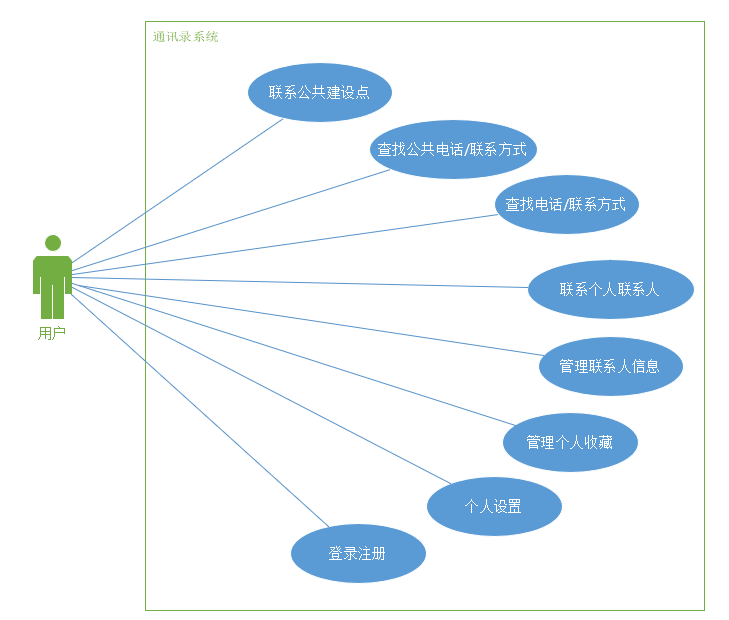 通讯录系统
联系公共建设点
查找公共电话/联系方式
查找电话/联系方式
联系个人联系人
管理联系人信息
管理个人收藏
个人设置
登录注册
用户